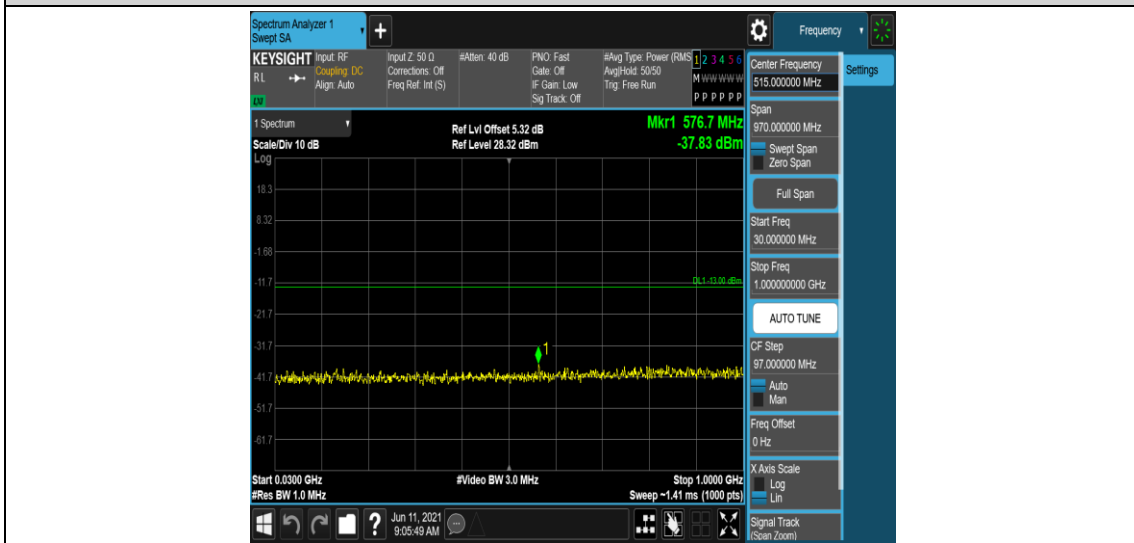 Spectrum Analyzer 1
Swept SA
+
Frequency
KEYSIGHT
RL
LXI
Input: RF
Coupling: DC
Align: Auto
Input Z: 50 Ω
Corrections: Off
Freq Ref: Int (S)
#Atten: 40 dB
PNO: Fast
Gate: Off
IF Gain: Low
Sig Track: Off
#Avg Type: Power (RMS
Avg|Hold: 50/50
Trig: Free Run
1 2 3 4 5 6
M W W W W W
P P P P P P
1 Spectrum
Scale/Div 10 dB
Log
Ref Lvl Offset 5.32 dB
Ref Level 28.32 dBm
Mkr1 576.7 MHz
-37.83 dBm
18.3
8.32
-1.68
-11.7
DL1 -13.00 dBm
-21.7
-31.7
1
-41.7
-51.7
-61.7
Start 0.0300 GHz
#Res BW 1.0 MHz
#Video BW 3.0 MHz
Stop 1.0000 GHz
Sweep ~1.41 ms (1000 pts)
Jun 11, 2021
9:05:49 AM
Center Frequency
515.000000 MHz
Settings
Span
970.000000 MHz
Swept Span
Zero Span
Full Span
Start Freq
30.000000 MHz
Stop Freq
1.000000000 GHz
AUTO TUNE
CF Step
97.000000 MHz
Auto
Man
Freq Offset
0 Hz
X Axis Scale
Log
Lin
Signal Track
(Span Zoom)